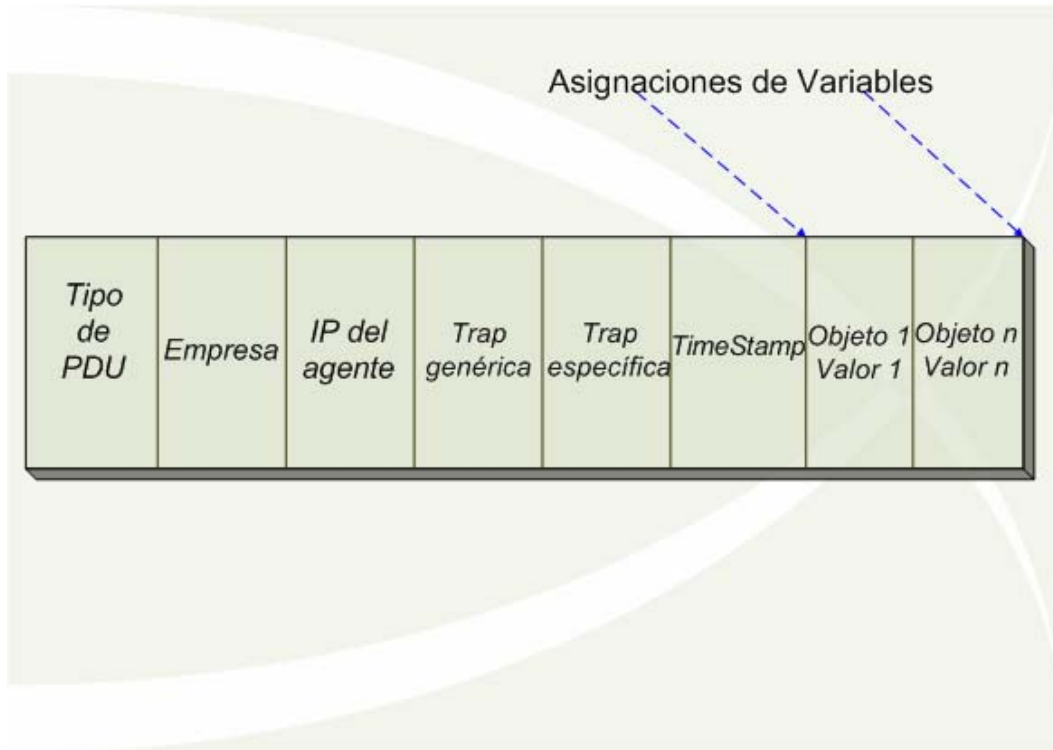 Asignaciones de Variables
Tipo
de
PDU
Empresa
IP del
agente
Trap
genérica
Trap
específica
TimeStamp
Objeto 1
Valor 1
Objeto n
Valor n